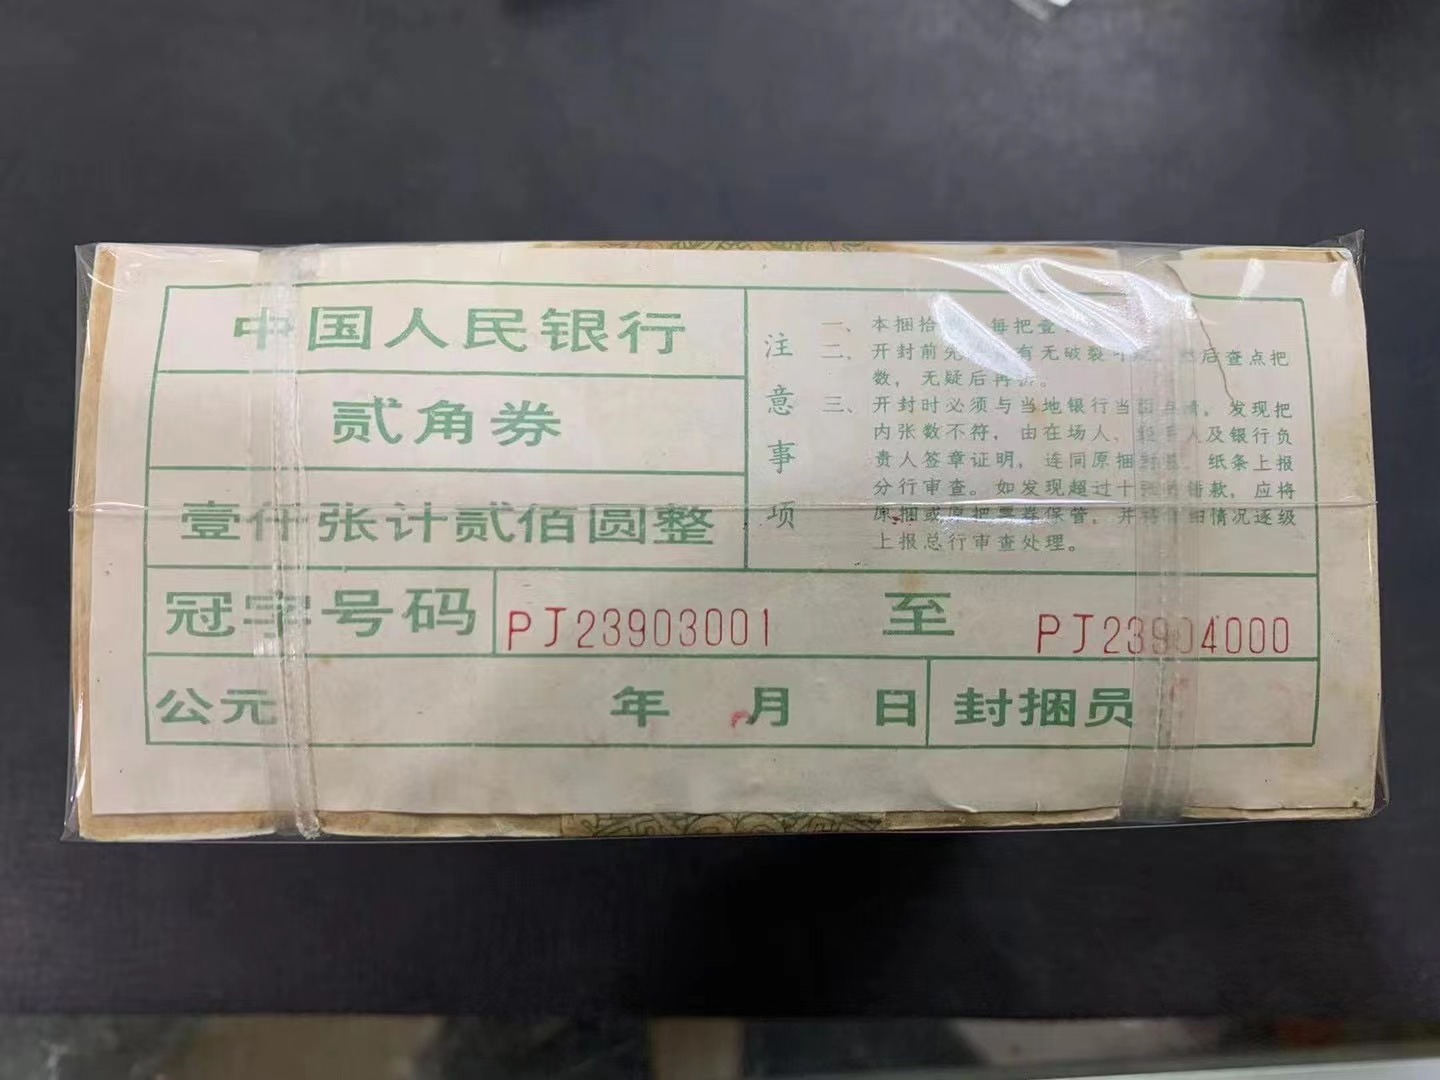 中国人民银行
贰角券
壹仟张计贰佰圆整
注意事项
一、本捆拾 每把壹
二、开封前先 有无破裂 后查点把
数，无疑后再拆。
三、开封时必须与当地银行当面点清，发现把
内张数不符，由在场人、经手人及银行负
责人签章证明，连同原捆封签、纸条上报
分行审查。如发现超过十张 错款，应将
原捆或原把票券保管，并将详细情况逐级
上报总行审查处理。
冠字号码 PJ23903001 至 PJ23904000
公元 年 月 日 封捆员